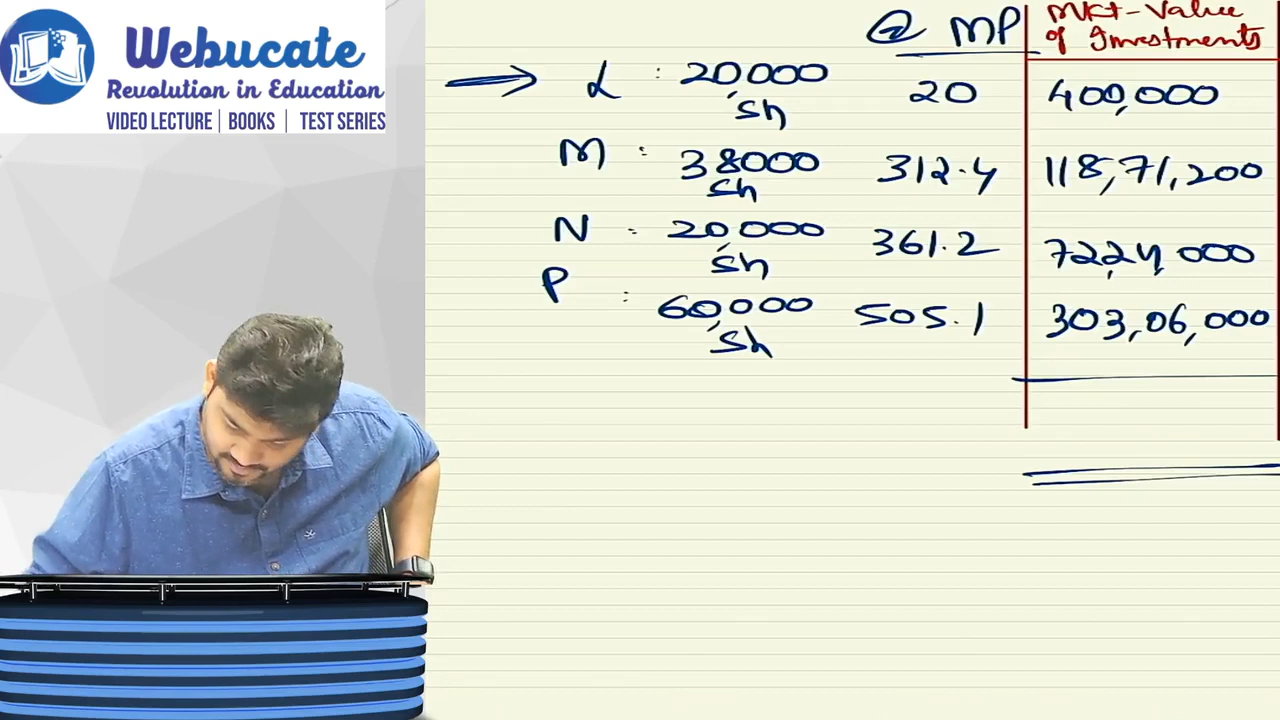 Webucate
Revolution in Education
VIDEO LECTURE | BOOKS | TEST SERIES
@ MP
Mkt-Value
of Investments
L : 20,000 sh 20 400,000
M : 38000 sh 312.4 118,71,200
N : 20,000 sh 361.2 7224,000
P : 60,000 sh 505.1 303,06,000